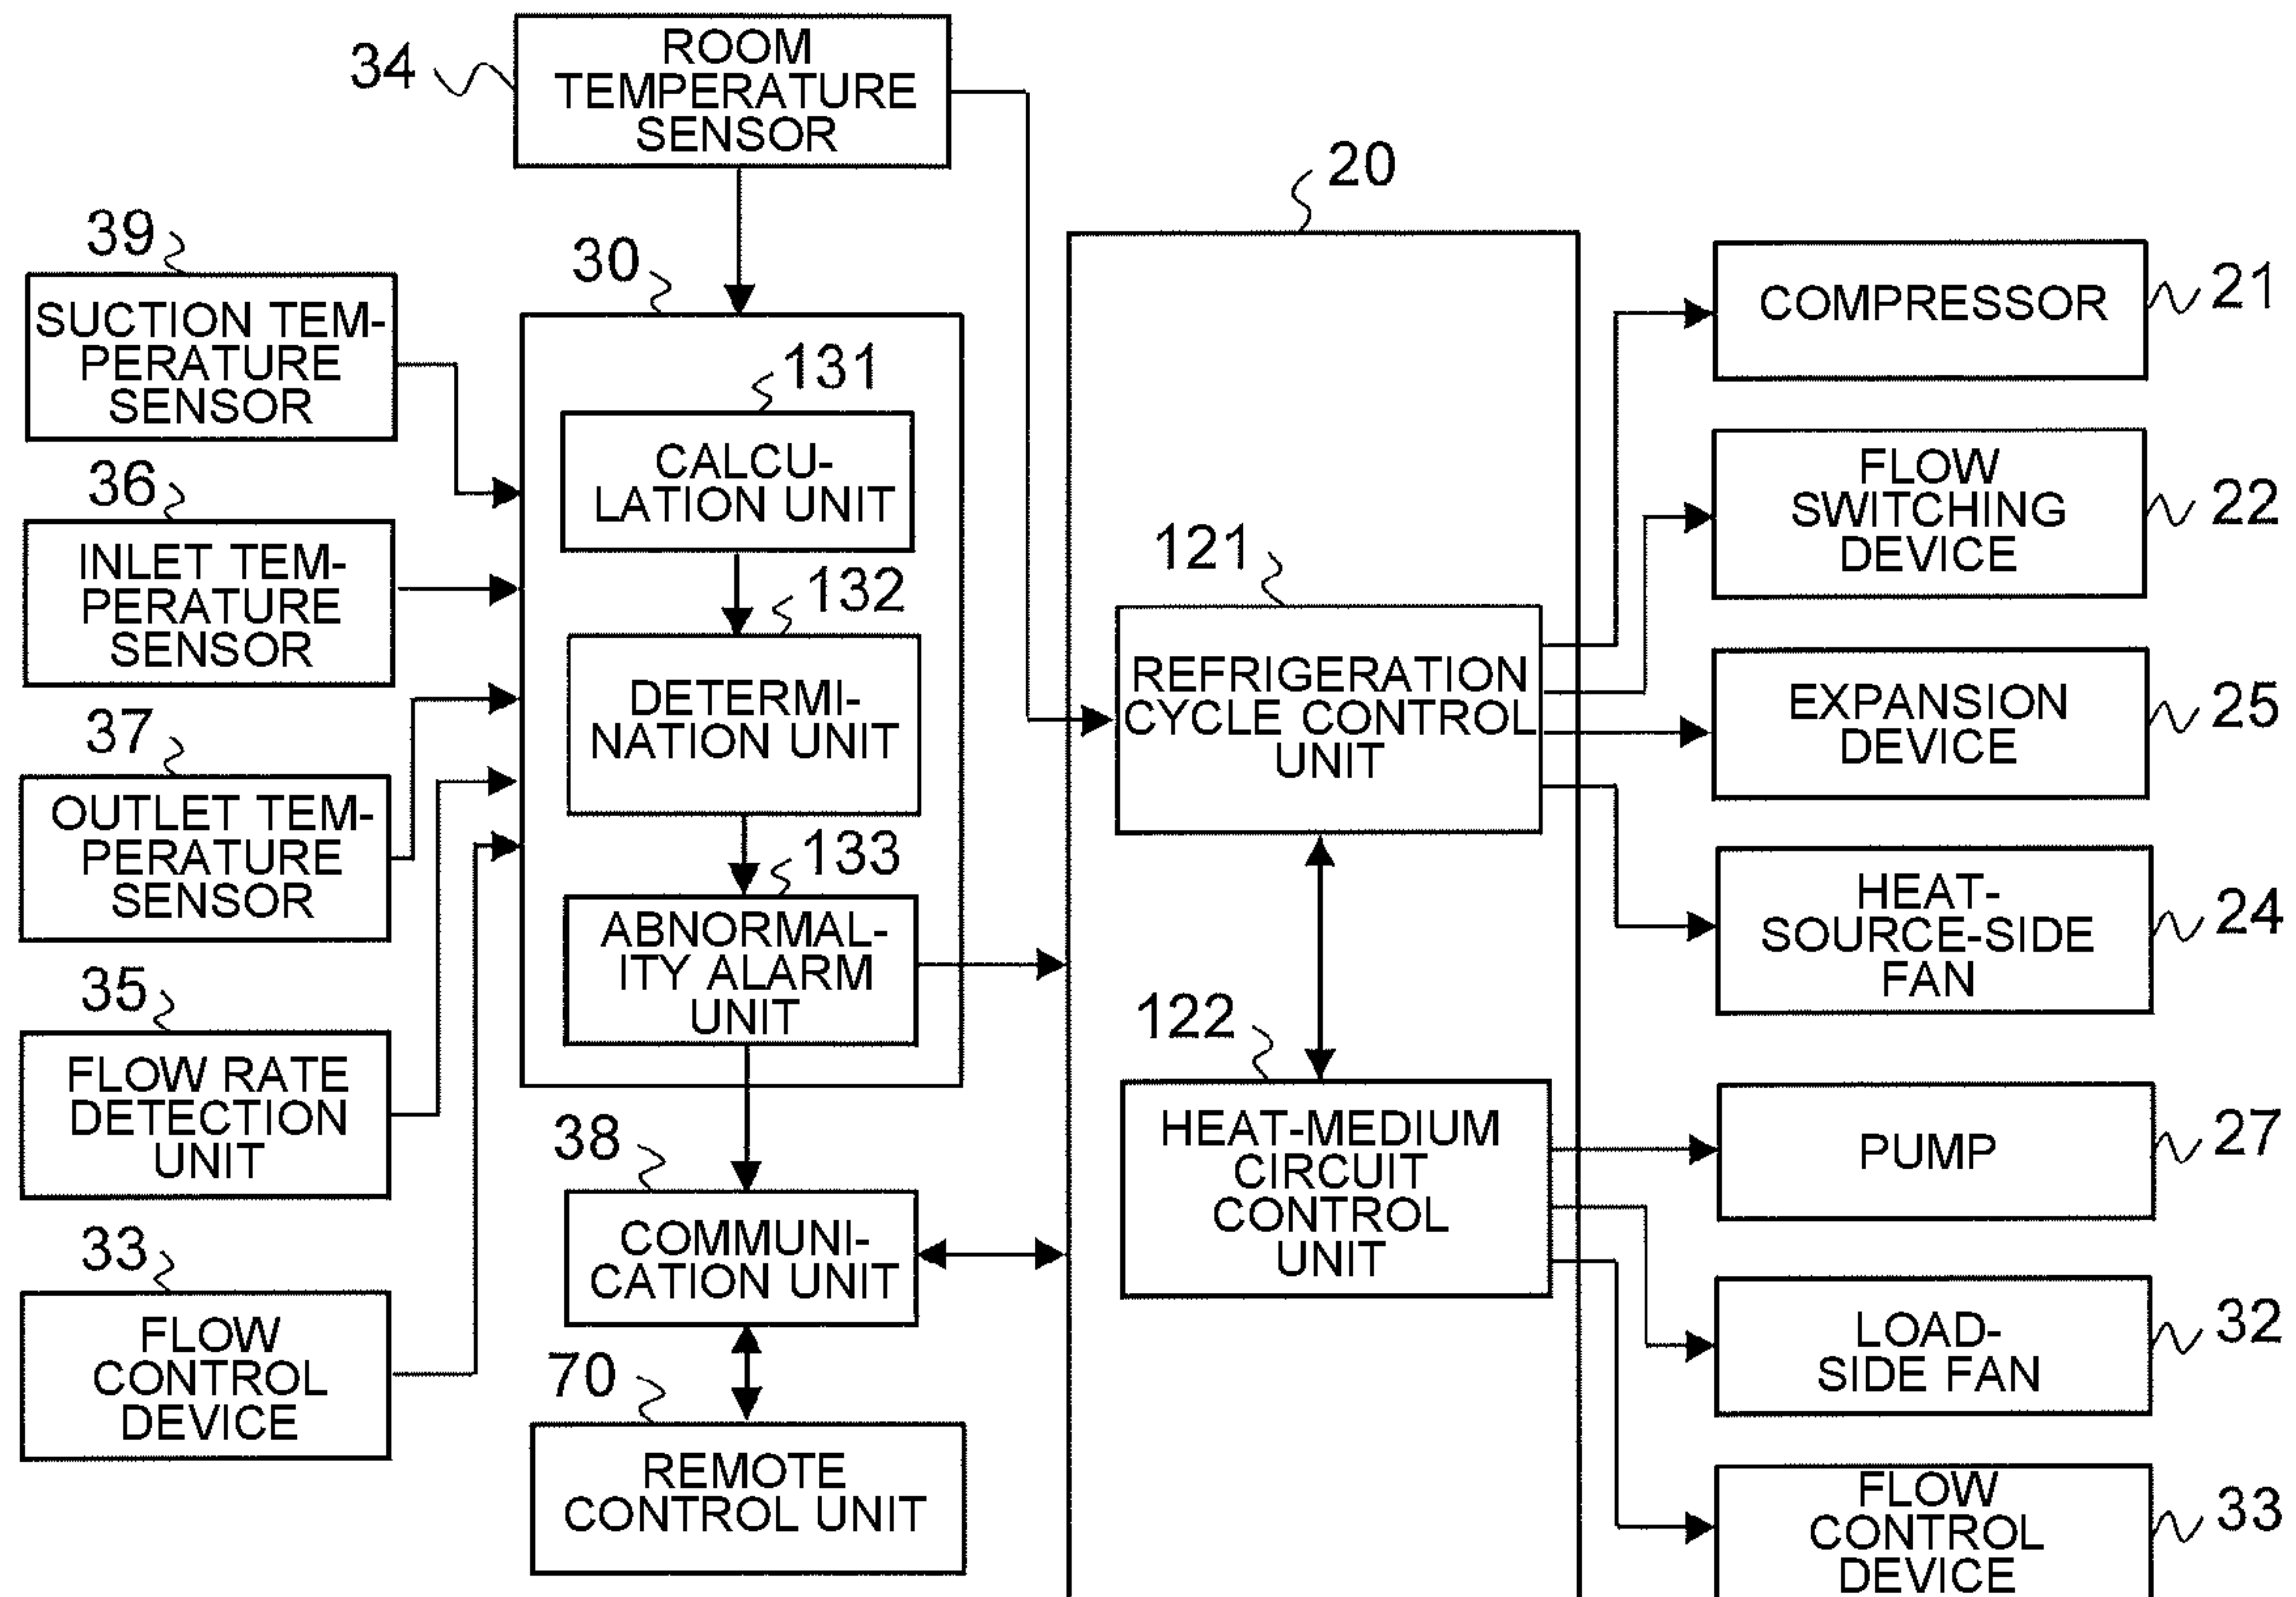 34
ROOM
TEMPERATURE
SENSOR
39
SUCTION TEM-
PERATURE
SENSOR
36
INLET TEM-
PERATURE
SENSOR
37
OUTLET TEM-
PERATURE
SENSOR
35
FLOW RATE
DETECTION
UNIT
33
FLOW
CONTROL
DEVICE
30
131
CALCU-
LATION UNIT
132
DETERMI-
NATION UNIT
133
ABNORMAL-
ITY ALARM
UNIT
38
COMMUNI-
CATION UNIT
70
REMOTE
CONTROL UNIT
20
121
REFRIGERATION
CYCLE CONTROL
UNIT
122
HEAT-MEDIUM
CIRCUIT
CONTROL
UNIT
COMPRESSOR
21
FLOW
SWITCHING
DEVICE
22
EXPANSION
DEVICE
25
HEAT-
SOURCE-SIDE
FAN
24
PUMP
27
LOAD-
SIDE FAN
32
FLOW
CONTROL
DEVICE
33